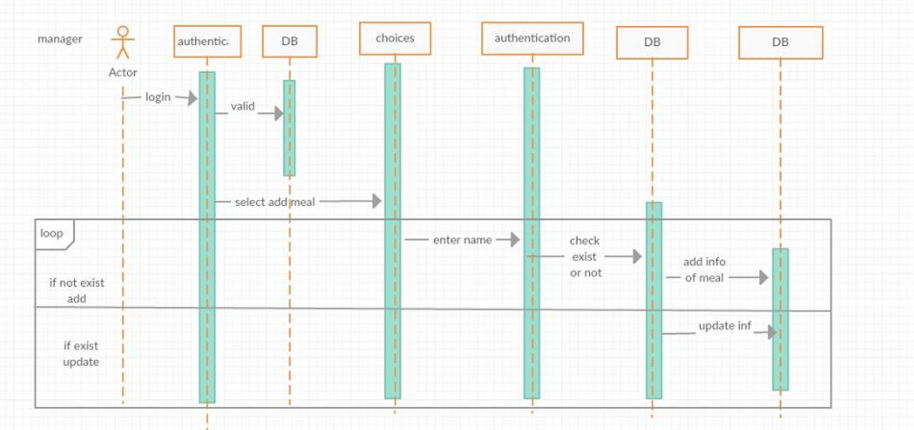 manager
Actor
authentic
DB
choices
authentication
DB
DB
login
valid
select add meal
loop
enter name
check
exist
or not
add info
of meal
if not exist
add
update inf
if exist
update